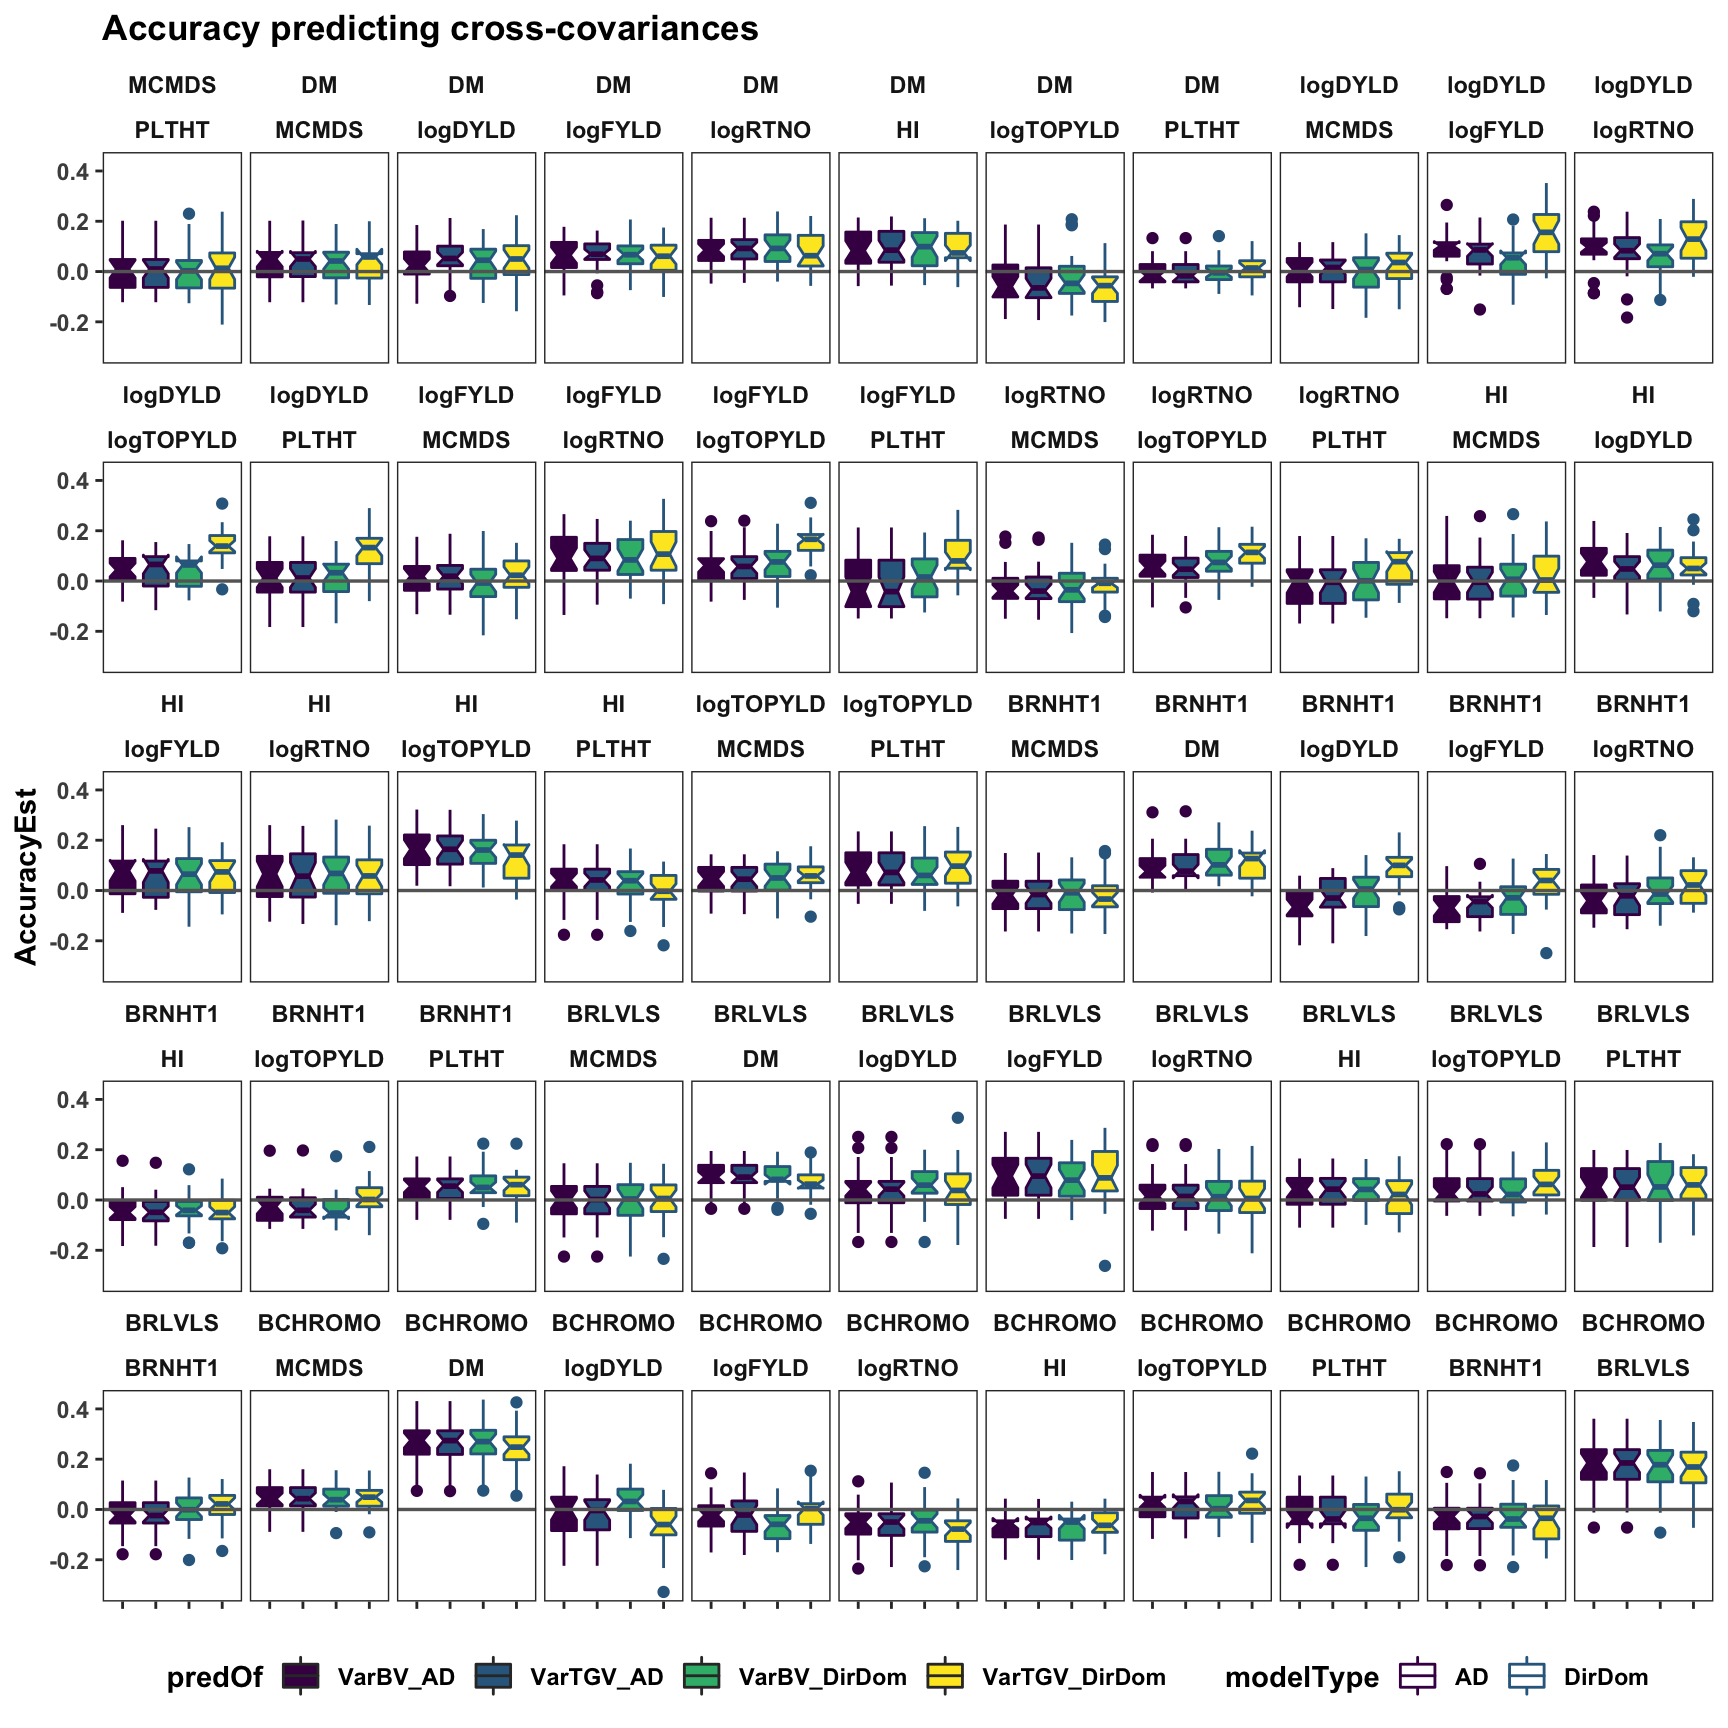 Accuracy predicting cross-covariances
MCMDS DM DM DM DM DM DM DM logDYLD logDYLD logDYLD
PLTHT MCMDS logDYLD logFYLD logRTNO HI logTOPYLD PLTHT MCMDS logFYLD logRTNO
0.4
0.2
0.0
-0.2
logDYLD logDYLD logFYLD logFYLD logFYLD logFYLD logRTNO logRTNO logRTNO HI HI
logTOPYLD PLTHT MCMDS logRTNO logTOPYLD PLTHT MCMDS logTOPYLD PLTHT MCMDS logDYLD
0.4
0.2
0.0
-0.2
HI HI HI HI logTOPYLD logTOPYLD BRNHT1 BRNHT1 BRNHT1 BRNHT1 BRNHT1
logFYLD logRTNO logTOPYLD PLTHT MCMDS PLTHT MCMDS DM logDYLD logFYLD logRTNO
0.4
0.2
0.0
-0.2
AccuracyEst
BRNHT1 BRNHT1 BRNHT1 BRLVLS BRLVLS BRLVLS BRLVLS BRLVLS BRLVLS BRLVLS BRLVLS
HI logTOPYLD PLTHT MCMDS DM logDYLD logFYLD logRTNO HI logTOPYLD PLTHT
0.4
0.2
0.0
-0.2
BRLVLS BCHROMO BCHROMO BCHROMO BCHROMO BCHROMO BCHROMO BCHROMO BCHROMO BCHROMO BCHROMO
BRNHT1 MCMDS DM logDYLD logFYLD logRTNO HI logTOPYLD PLTHT BRNHT1 BRLVLS
0.4
0.2
0.0
-0.2
predOf VarBV_AD VarTGV_AD VarBV_DirDom VarTGV_DirDom modelType AD DirDom